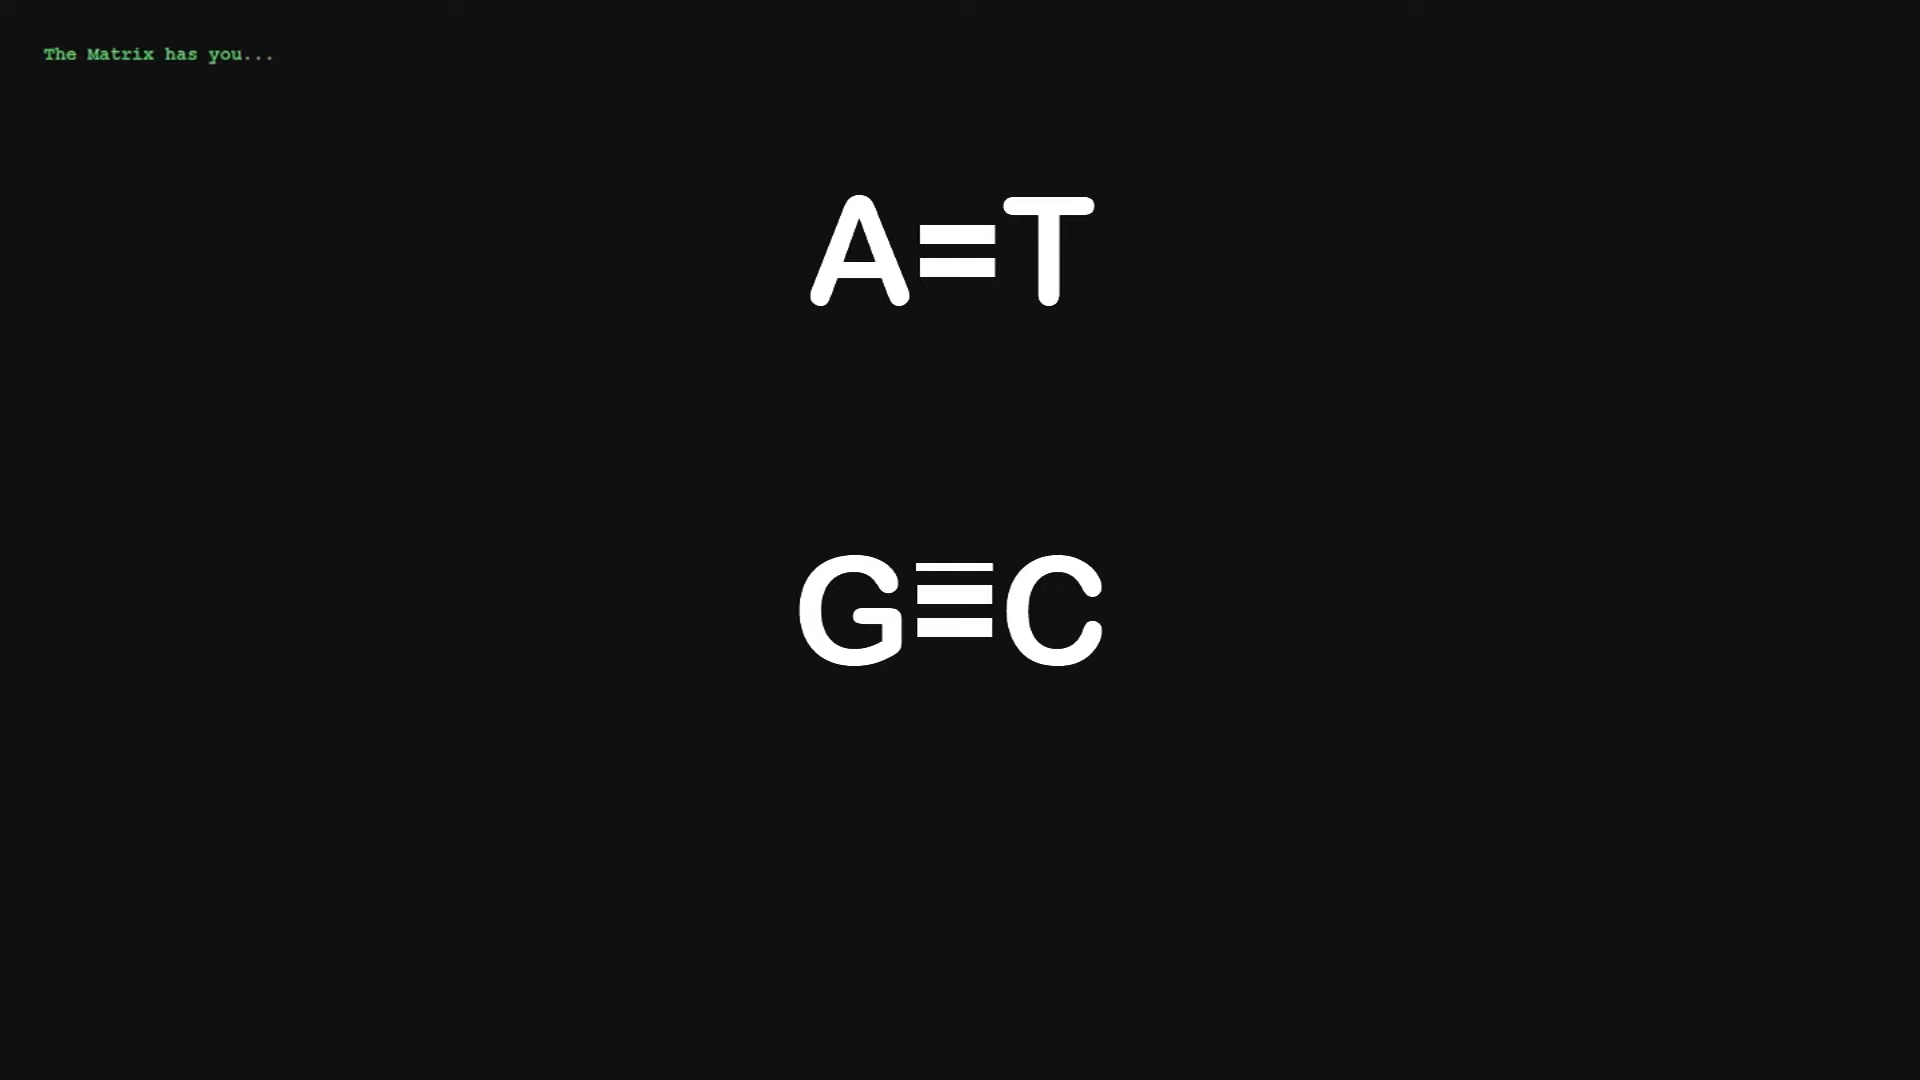 The Matrix has you...
A=T
G≡C